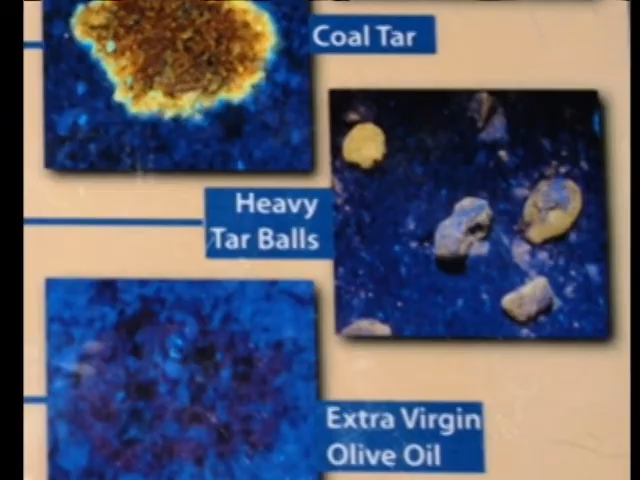 Coal Tar
Heavy
Tar Balls
Extra Virgin
Olive Oil